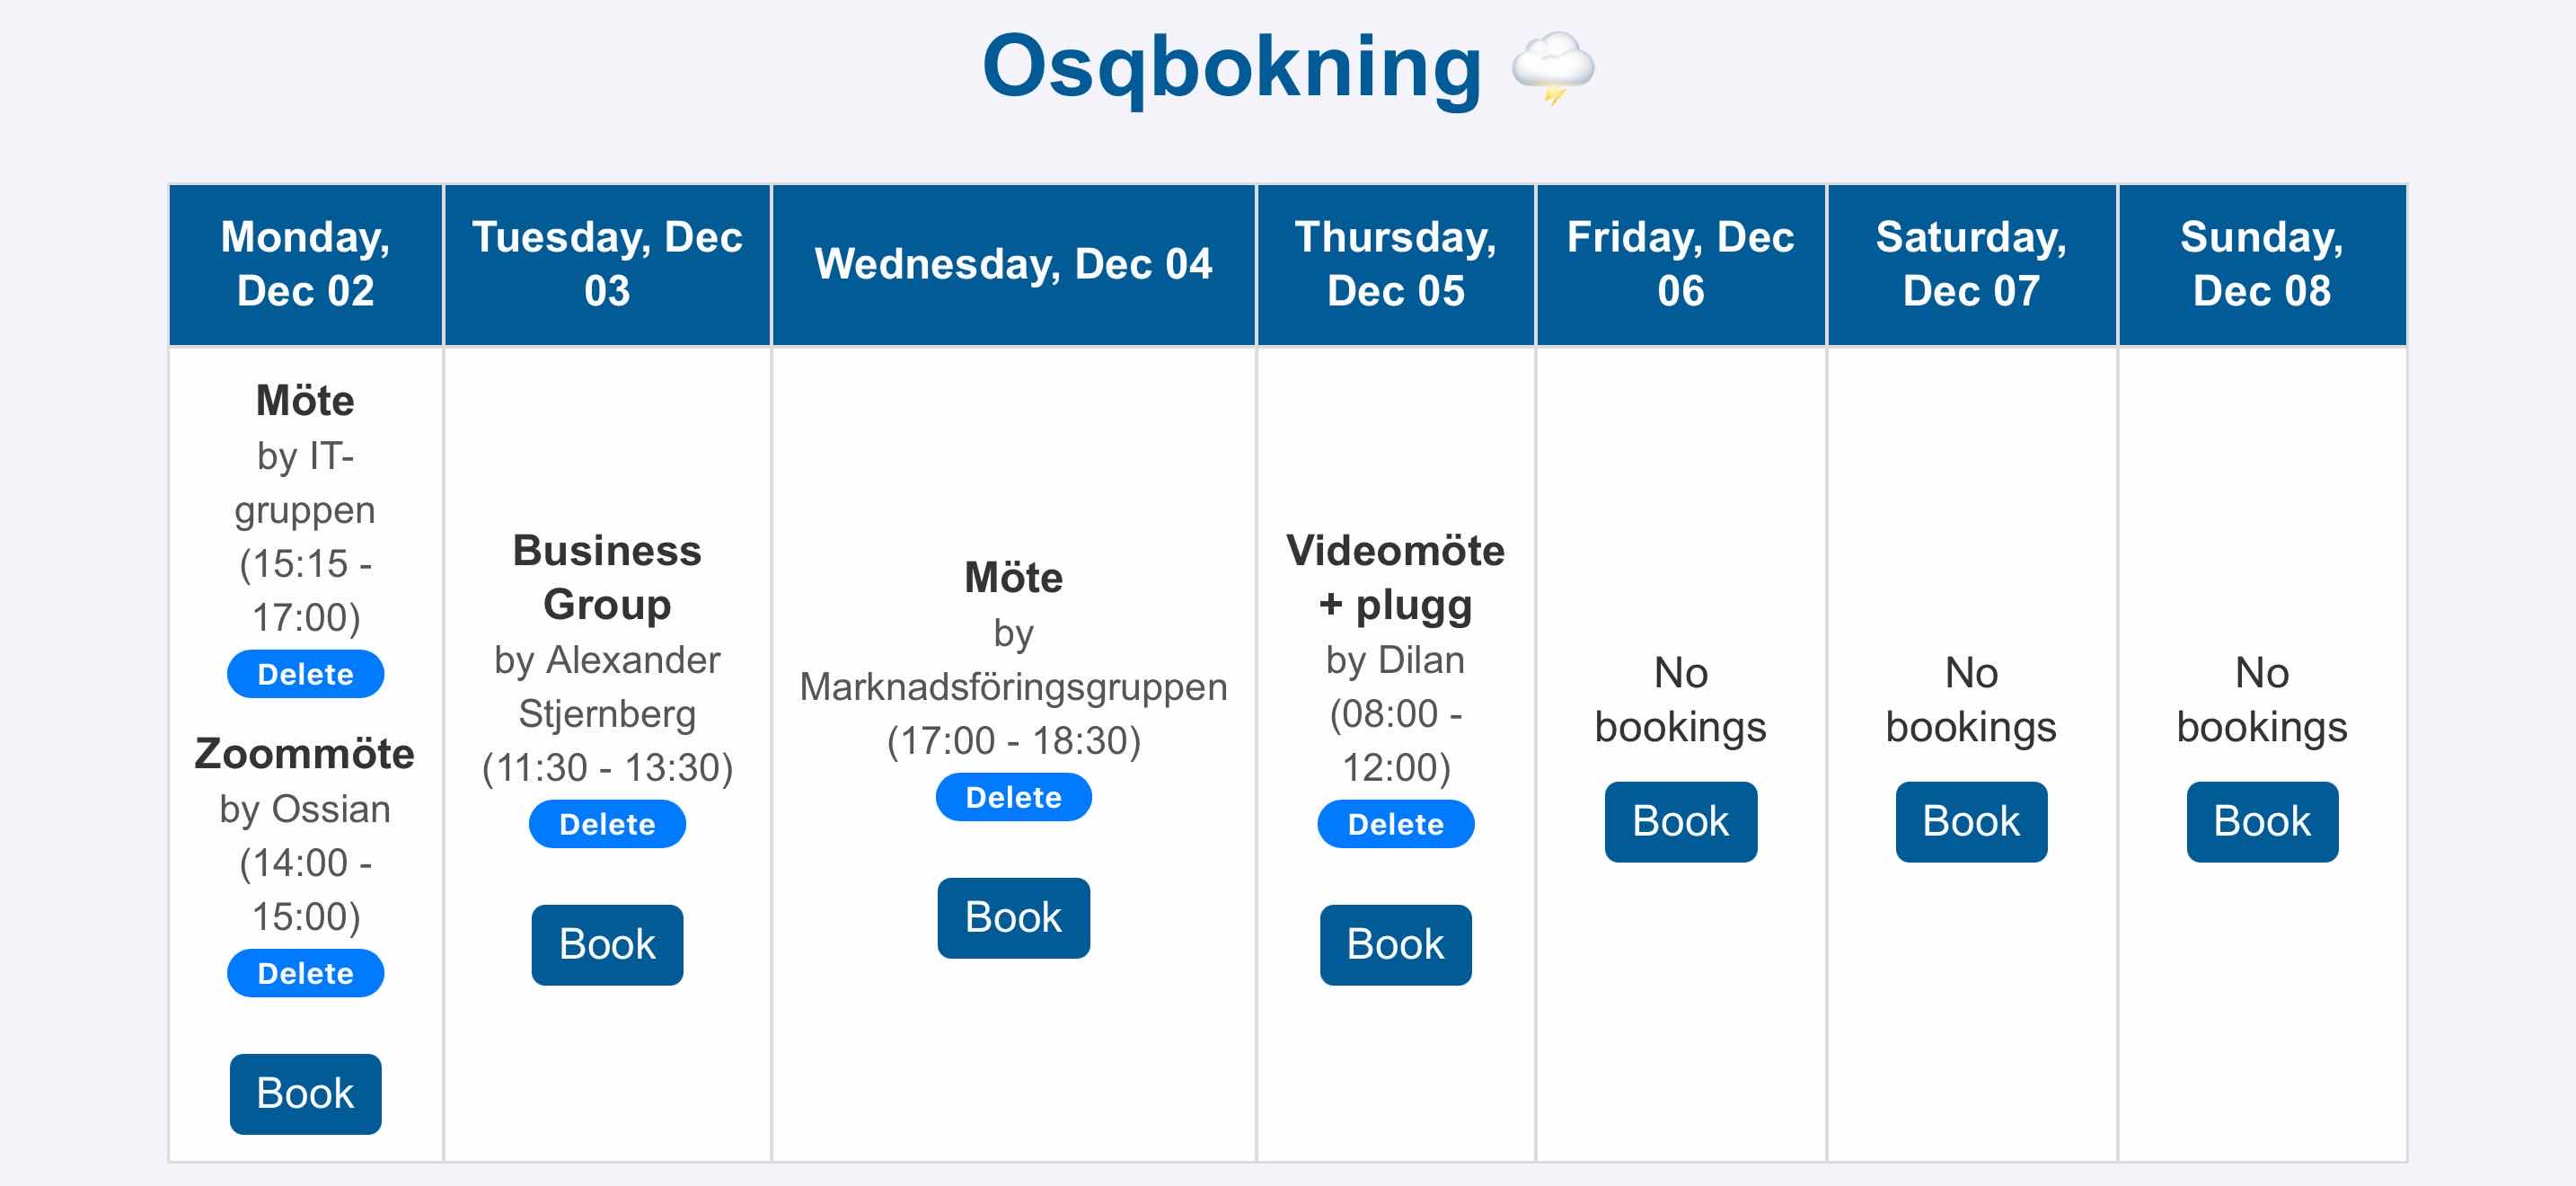 Osqbokning 🌩️
Monday,
Dec 02
Tuesday, Dec
03
Wednesday, Dec 04
Thursday,
Dec 05
Friday, Dec
06
Saturday,
Dec 07
Sunday,
Dec 08
Möte
by IT-
gruppen
(15:15 -
17:00)
Delete
Zoommöte
by Ossian
(14:00 -
15:00)
Delete
Book
Business
Group
by Alexander
Stjernberg
(11:30 - 13:30)
Delete
Book
Möte
by
Marknadsföringsgruppen
(17:00 - 18:30)
Delete
Book
Videomöte
+ plugg
by Dilan
(08:00 -
12:00)
Delete
Book
No
bookings
Book
No
bookings
Book
No
bookings
Book